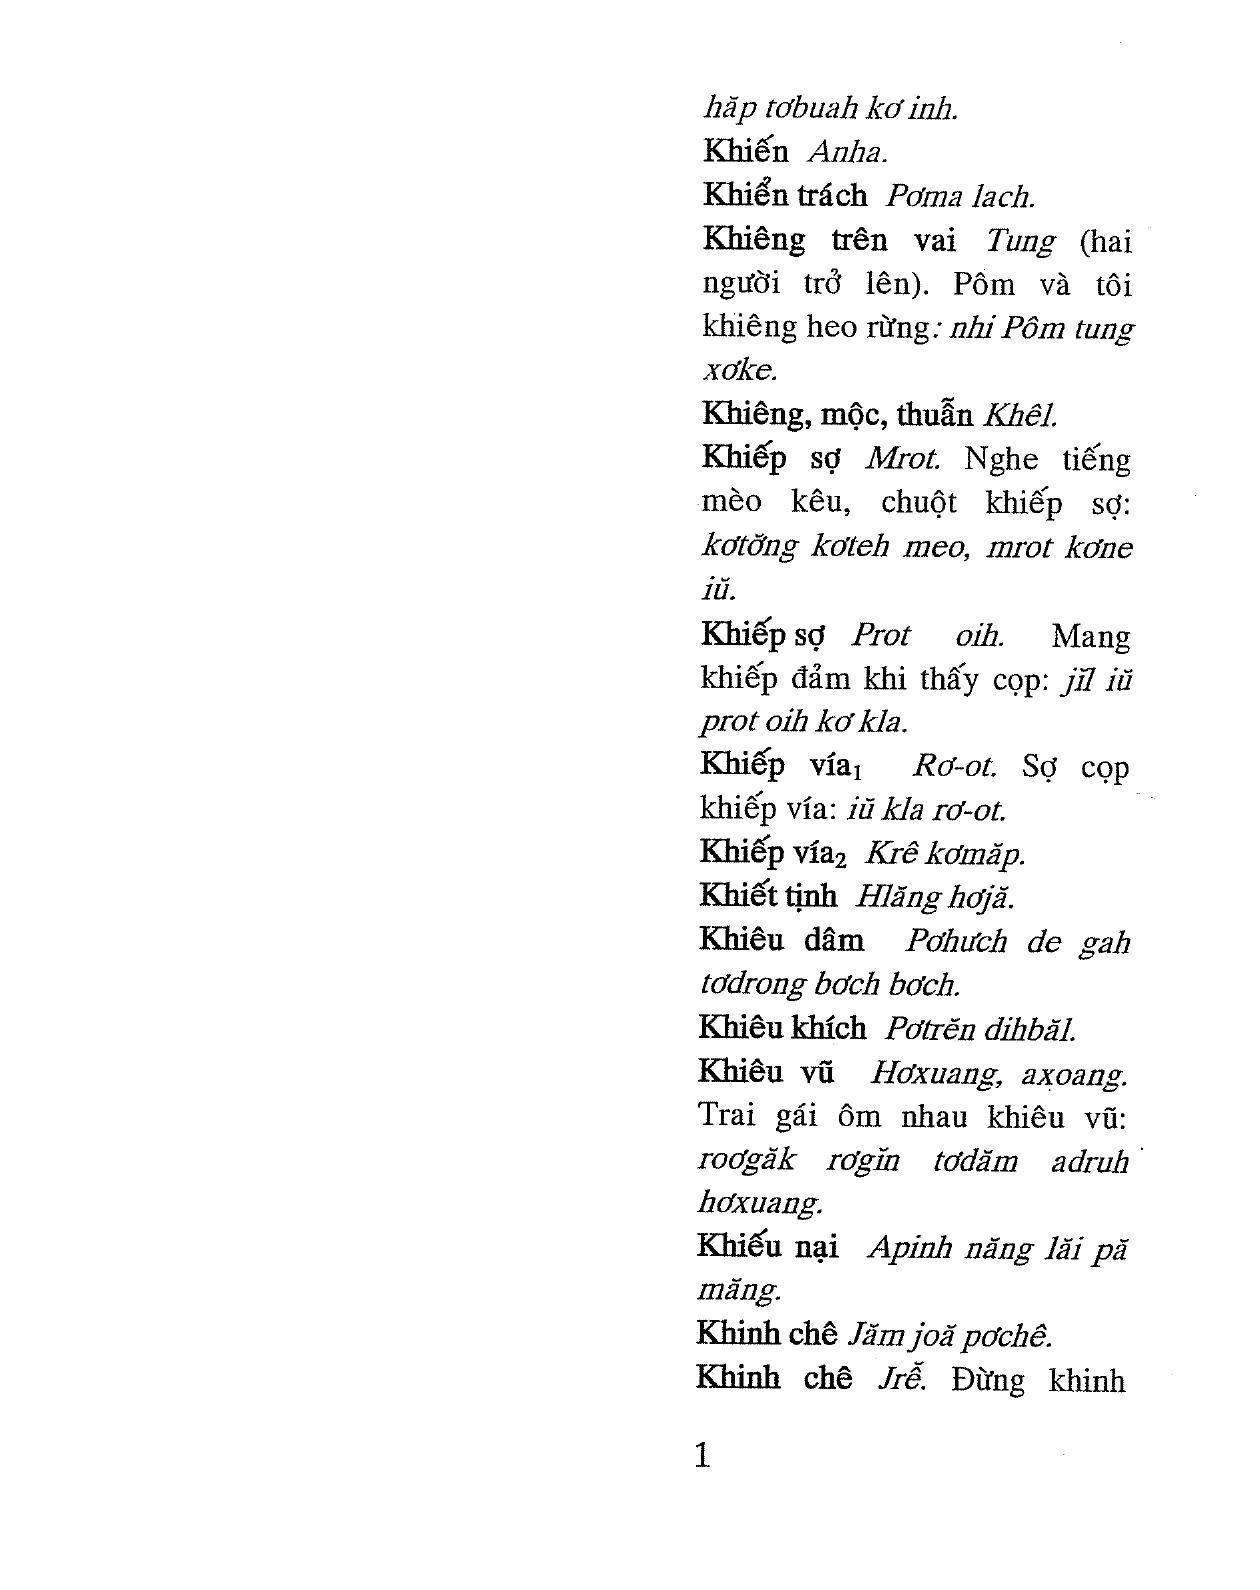 hăp tơbuah kơ inh.
Khiến Anha.
Khiển trách Pơma lach.
Khiêng trên vai Tung (hai
người trở lên). Pôm và tôi
khiêng heo rừng: nhi Pôm tung
xơke.
Khiêng, mộc, thuẫn Khêl.
Khiếp sợ Mrot. Nghe tiếng
mèo kêu, chuột khiếp sợ:
kơtơ̆ng kơteh meo, mrot kơne
iŭ.
Khiếp sợ Prot oih. Mang
khiếp đảm khi thấy cọp: jĭl iŭ
prot oih kơ kla.
Khiếp vía₁ Rơ-ot. Sợ cọp
khiếp vía: iŭ kla rơ-ot.
Khiếp vía₂ Krê kơmăp.
Khiết tịnh Hlăng hơjă.
Khiêu dâm Pơhưch de gah
tơdrong bơch bơch.
Khiêu khích Pơtrĕn dihbăl.
Khiêu vũ Hơxuang, axoang.
Trai gái ôm nhau khiêu vũ:
roơgăk rơgĭn tơdăm adruh
hơxuang.
Khiếu nại Apinh năng lăi pă
măng.
Khinh chê Jăm joă pơchê.
Khinh chê Jrê̆. Đừng khinh
1